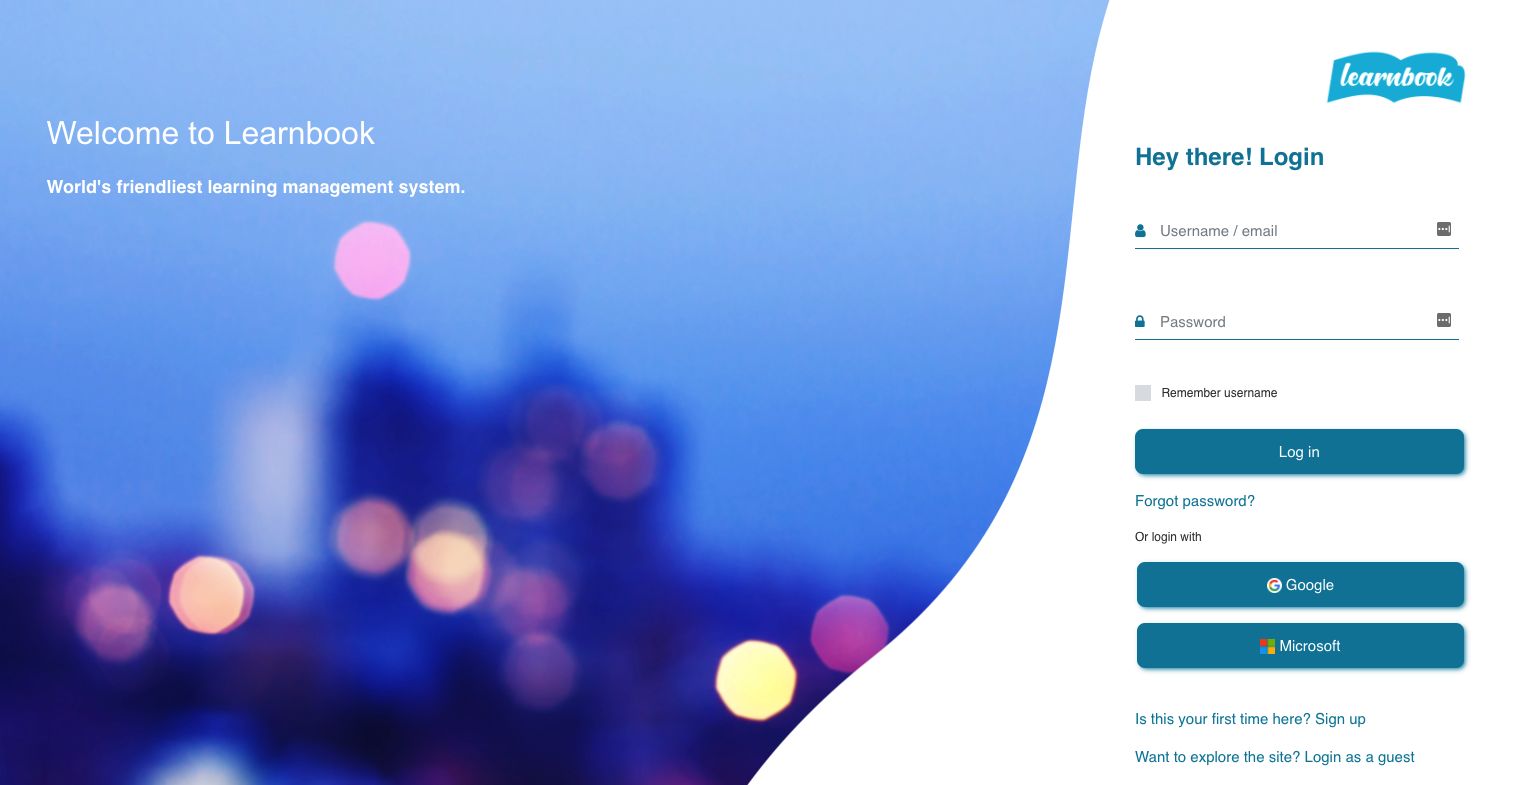 Welcome to Learnbook
World's friendliest learning management system.
learnbook
Hey there! Login
Username / email
Password
Remember username
Log in
Forgot password?
Or login with
Google
Microsoft
Is this your first time here? Sign up
Want to explore the site? Login as a guest